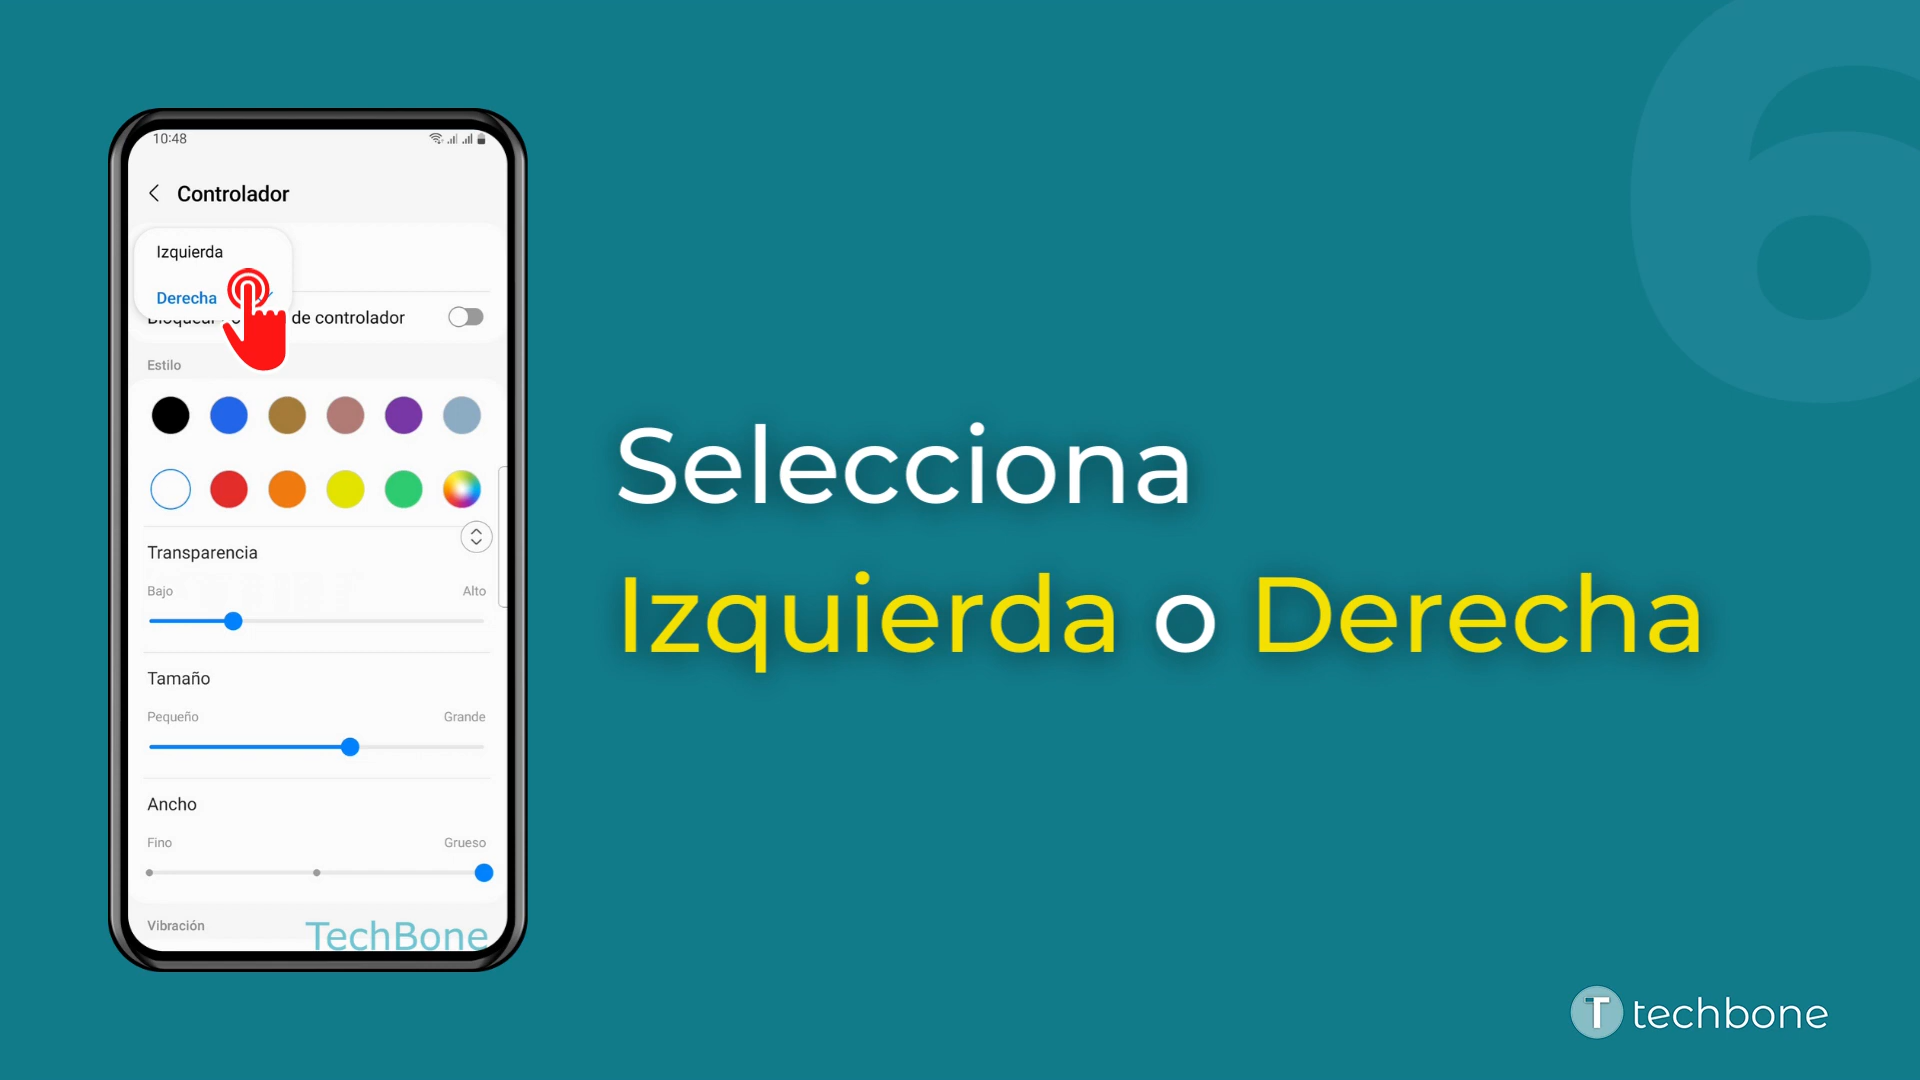 6
10:48
Controlador
Izquierda
Derecha
de controlador
Estilo
Transparencia
Bajo Alto
Tamaño
Pequeño Grande
Ancho
Fino Grueso
Vibración
TechBone
Selecciona
Izquierda o Derecha
T techbone